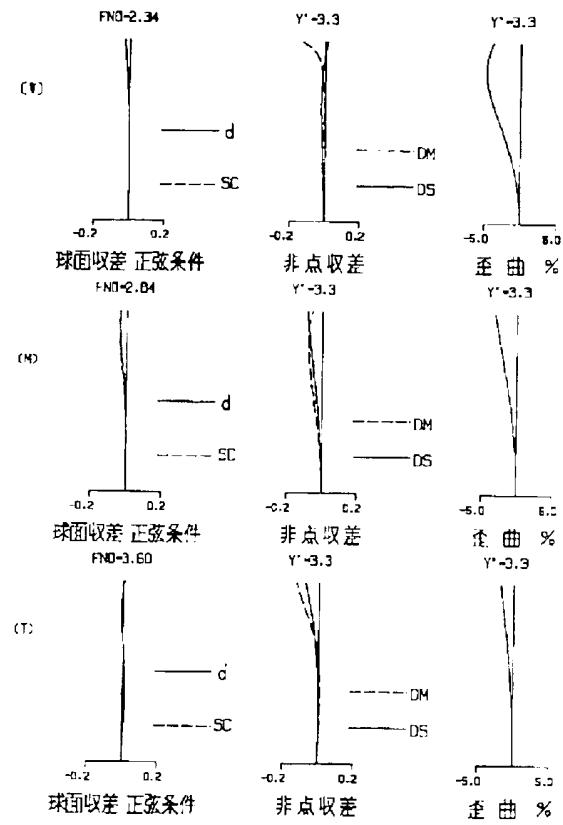 FNO=2.34 Y'=3.3 Y'=3.3
(W)
d
SC
DM
DS
-0.2 0.2 -0.2 0.2 -5.0 5.0
球面収差 正弦条件 非点収差 歪曲 %
FNO=2.84 Y'=3.3 Y'=3.3
(M)
d
SC
DM
DS
-0.2 0.2 -0.2 0.2 -5.0 5.0
球面収差 正弦条件 非点収差 歪曲 %
FNO=3.60 Y'=3.3 Y'=3.3
(T)
d
SC
DM
DS
-0.2 0.2 -0.2 0.2 -5.0 5.0
球面収差 正弦条件 非点収差 歪曲 %